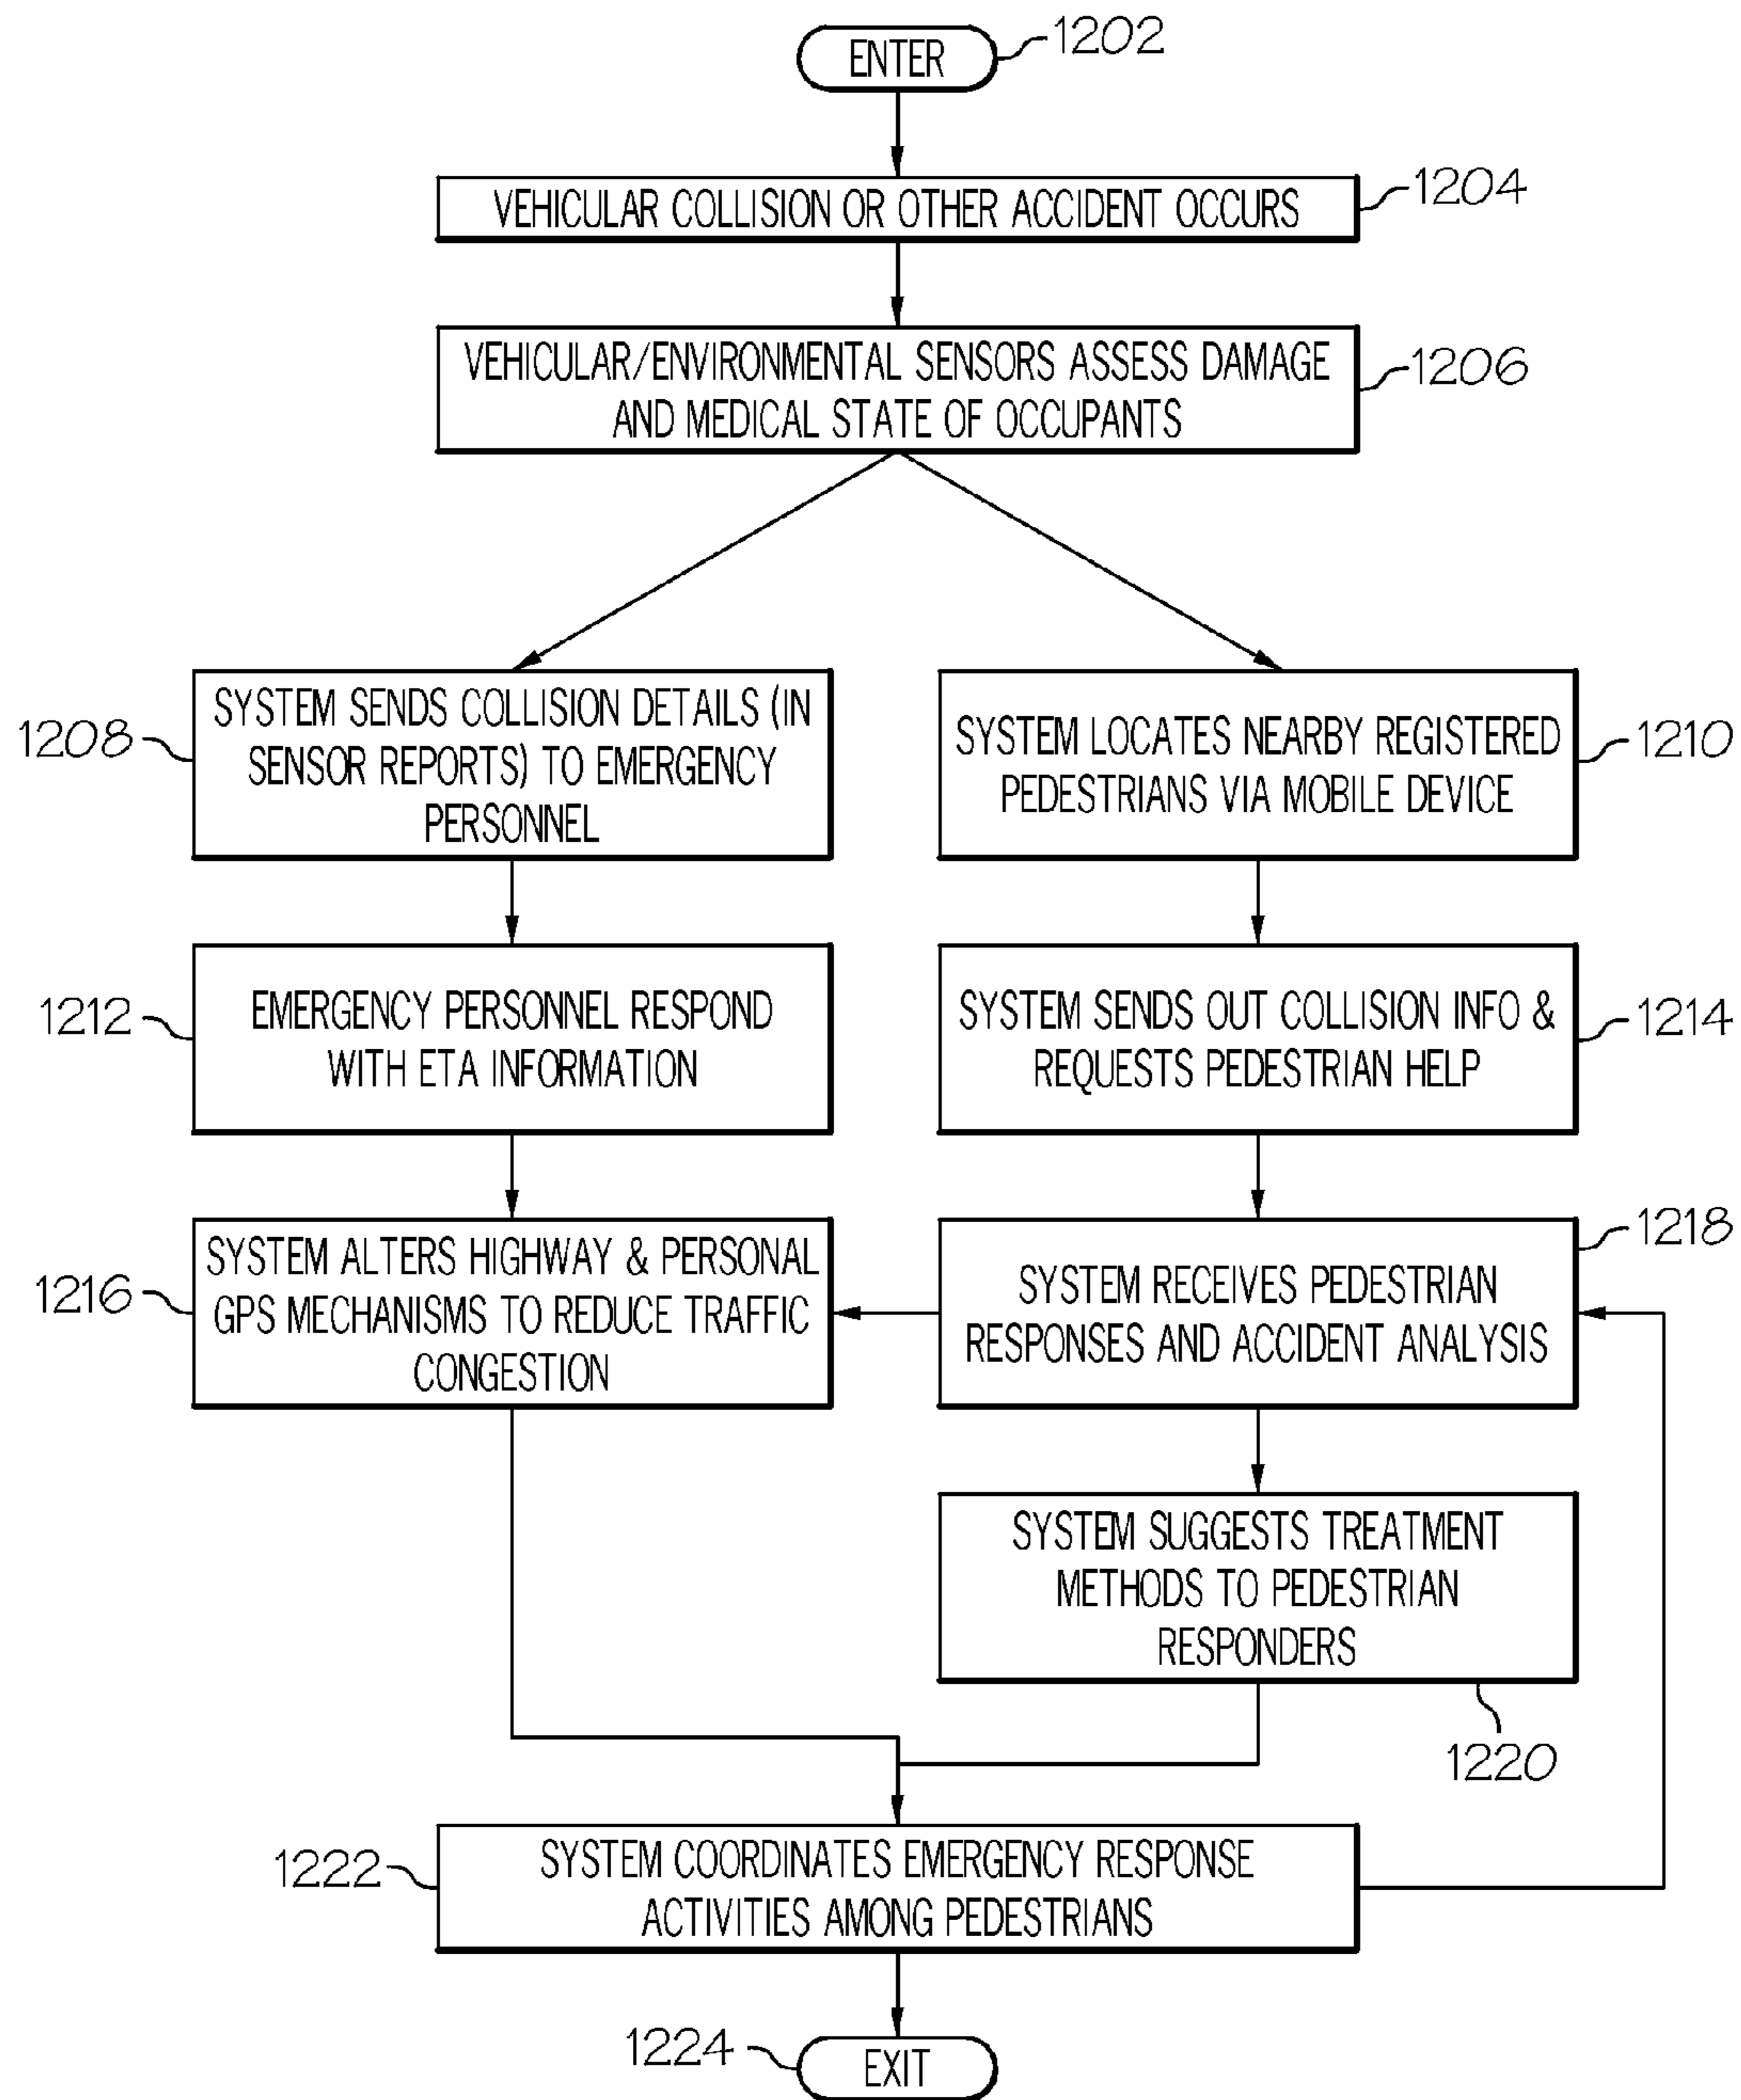 ENTER
1202
VEHICULAR COLLISION OR OTHER ACCIDENT OCCURS
1204
VEHICULAR/ENVIRONMENTAL SENSORS ASSESS DAMAGE
AND MEDICAL STATE OF OCCUPANTS
1206
SYSTEM SENDS COLLISION DETAILS (IN
SENSOR REPORTS) TO EMERGENCY
PERSONNEL
1208
SYSTEM LOCATES NEARBY REGISTERED
PEDESTRIANS VIA MOBILE DEVICE
1210
EMERGENCY PERSONNEL RESPOND
WITH ETA INFORMATION
1212
SYSTEM SENDS OUT COLLISION INFO &
REQUESTS PEDESTRIAN HELP
1214
SYSTEM ALTERS HIGHWAY & PERSONAL
GPS MECHANISMS TO REDUCE TRAFFIC
CONGESTION
1216
SYSTEM RECEIVES PEDESTRIAN
RESPONSES AND ACCIDENT ANALYSIS
1218
SYSTEM SUGGESTS TREATMENT
METHODS TO PEDESTRIAN
RESPONDERS
1220
SYSTEM COORDINATES EMERGENCY RESPONSE
ACTIVITIES AMONG PEDESTRIANS
1222
EXIT
1224